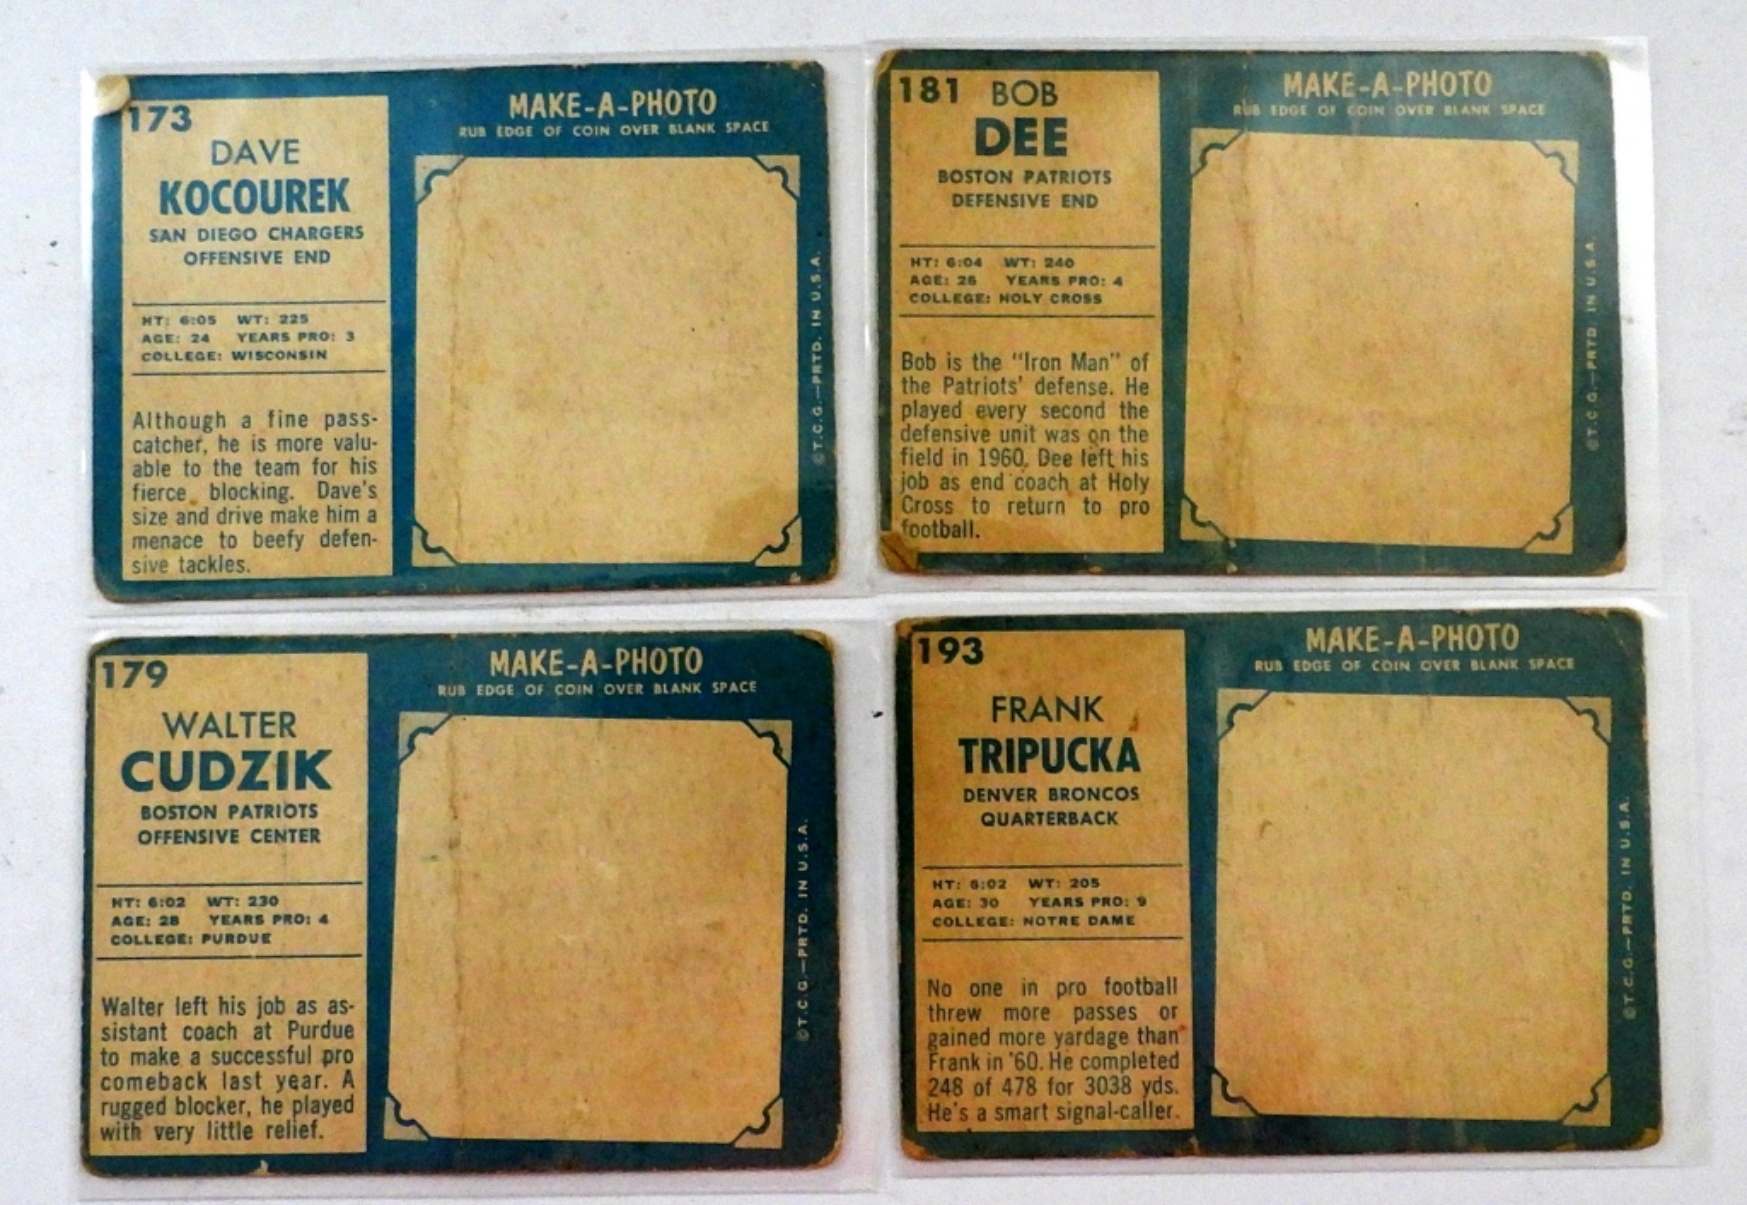 173
DAVE
KOCOUREK
SAN DIEGO CHARGERS
OFFENSIVE END
HT: 6:05 WT: 225
AGE: 24 YEARS PRO: 3
COLLEGE: WISCONSIN
Although a fine pass-
catcher, he is more valu-
able to the team for his
fierce blocking. Dave's
size and drive make him a
menace to beefy defen-
sive tackles.
MAKE-A-PHOTO
RUB EDGE OF COIN OVER BLANK SPACE
©T.C.G.—PRTD. IN U.S.A.
181
BOB
DEE
BOSTON PATRIOTS
DEFENSIVE END
HT: 6:04 WT: 240
AGE: 26 YEARS PRO: 4
COLLEGE: HOLY CROSS
Bob is the "Iron Man" of
the Patriots' defense. He
played every second the
defensive unit was on the
field in 1960. Dee left his
job as end coach at Holy
Cross to return to pro
football.
MAKE-A-PHOTO
RUB EDGE OF COIN OVER BLANK SPACE
©T.C.G.—PRTD. IN U.S.A.
179
WALTER
CUDZIK
BOSTON PATRIOTS
OFFENSIVE CENTER
HT: 6:02 WT: 230
AGE: 28 YEARS PRO: 4
COLLEGE: PURDUE
Walter left his job as as-
sistant coach at Purdue
to make a successful pro
comeback last year. A
rugged blocker, he played
with very little relief.
MAKE-A-PHOTO
RUB EDGE OF COIN OVER BLANK SPACE
©T.C.G.—PRTD. IN U.S.A.
193
FRANK
TRIPUCKA
DENVER BRONCOS
QUARTERBACK
HT: 6:02 WT: 205
AGE: 30 YEARS PRO: 9
COLLEGE: NOTRE DAME
No one in pro football
threw more passes or
gained more yardage than
Frank in '60. He completed
248 of 478 for 3038 yds.
He's a smart signal-caller.
MAKE-A-PHOTO
RUB EDGE OF COIN OVER BLANK SPACE
©T.C.G.—PRTD. IN U.S.A.